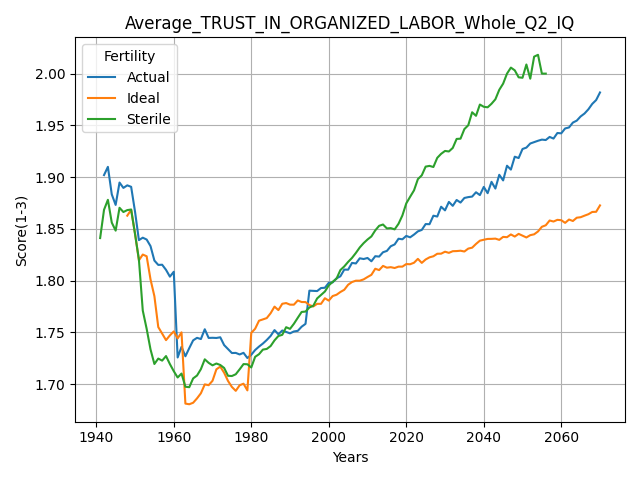 Average_TRUST_IN_ORGANIZED_LABOR_Whole_Q2_IQ
Fertility
Actual
Ideal
Sterile
Score(1-3)
2.00
1.95
1.90
1.85
1.80
1.75
1.70
1940
1960
1980
2000
2020
2040
2060
Years